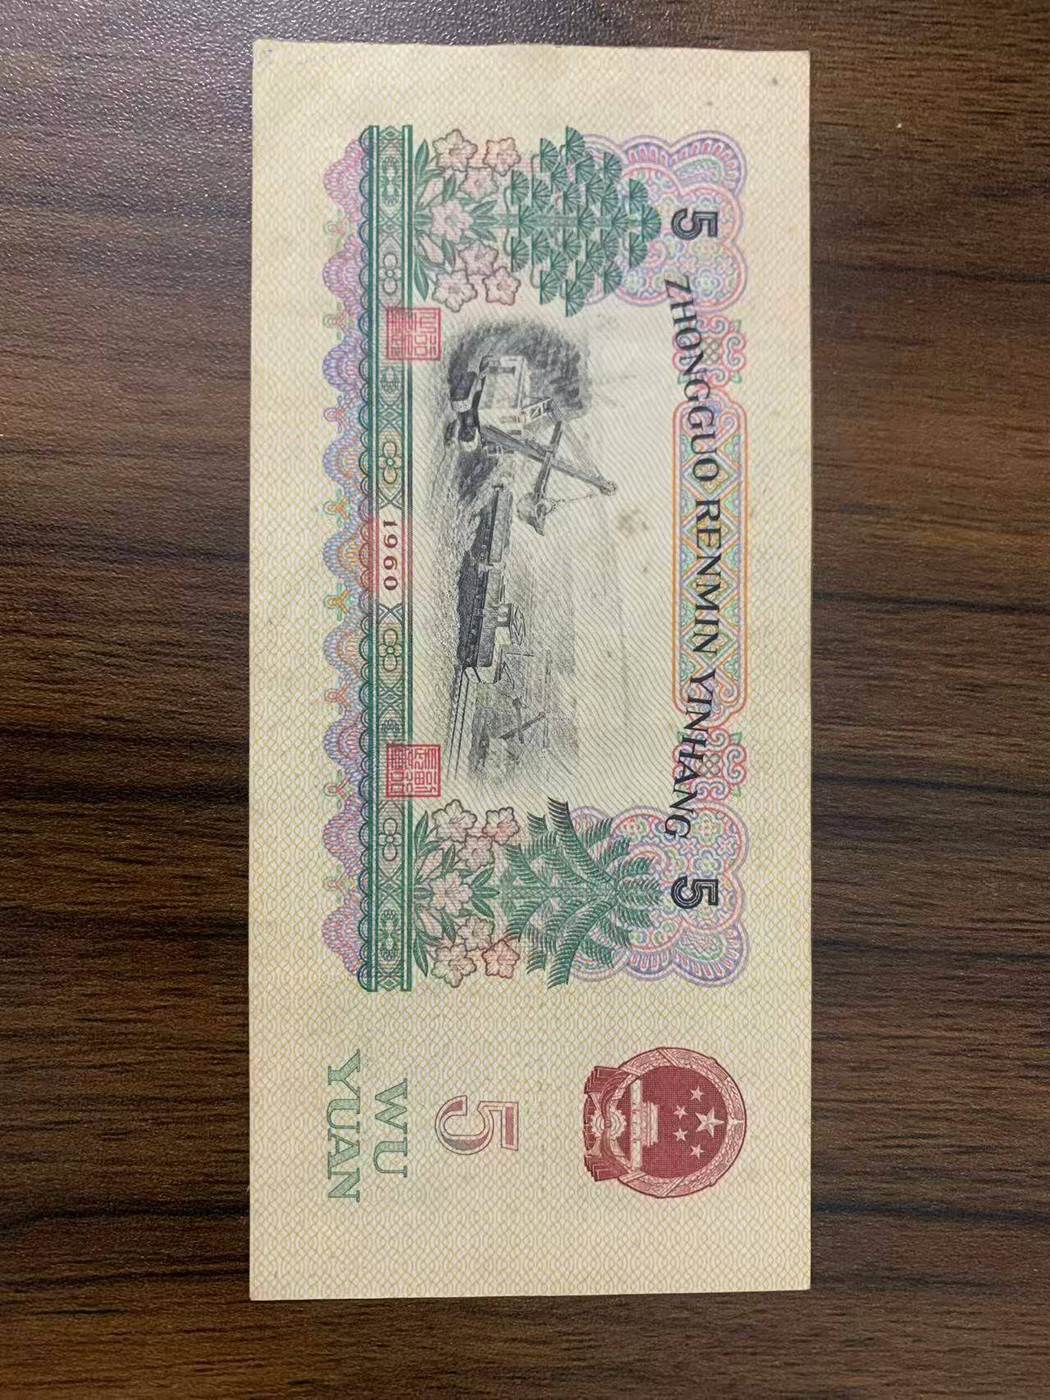 5 ZHONGGUO RENMIN YINHANG 5
1960
5
WU
YUAN